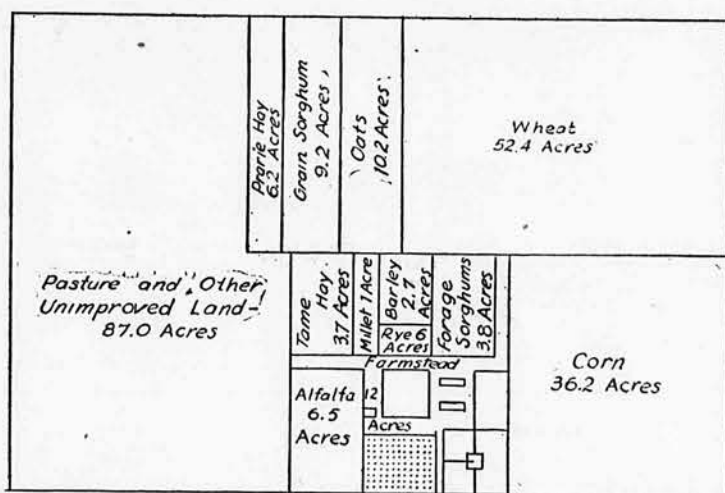 Prarie Hay
6.2 Acres
Grain Sorghum
9.2 Acres
Oats
10.2 Acres
Wheat
52.4 Acres
Pasture and Other
Unimproved Land-
87.0 Acres
Tame
Hay
3.7 Acres
Millet 1 Acre
Barley
2.7
Acres
Rye 6
Acres
Forage
Sorghums
3.8 Acres
Farmstead
12
Acres
Alfalfa
6.5
Acres
Corn
36.2 Acres